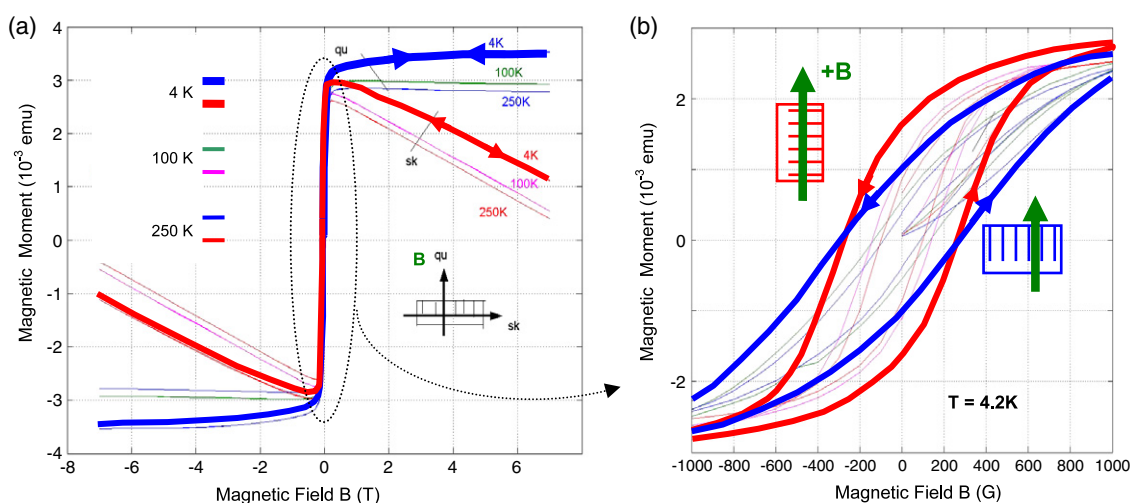 (a)
Magnetic Moment (10⁻³ emu)
4
3
2
1
0
-1
-2
-3
-4
4 K
100 K
250 K
qu
4K
100K
250K
sk
4K
100K
250K
B
qu
sk
-8
-6
-4
-2
0
2
4
6
Magnetic Field B (T)
(b)
Magnetic Moment (10⁻³ emu)
2
0
-2
+B
T = 4.2K
-1000 -800 -600 -400 -200 0 200 400 600 800 1000
Magnetic Field B (G)